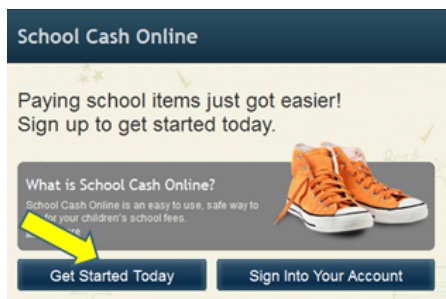 School Cash Online
Paying school items just got easier!
Sign up to get started today.
What is School Cash Online?
School Cash Online is an easy to use, safe way to
for your children's school fees.
Get Started Today
Sign Into Your Account